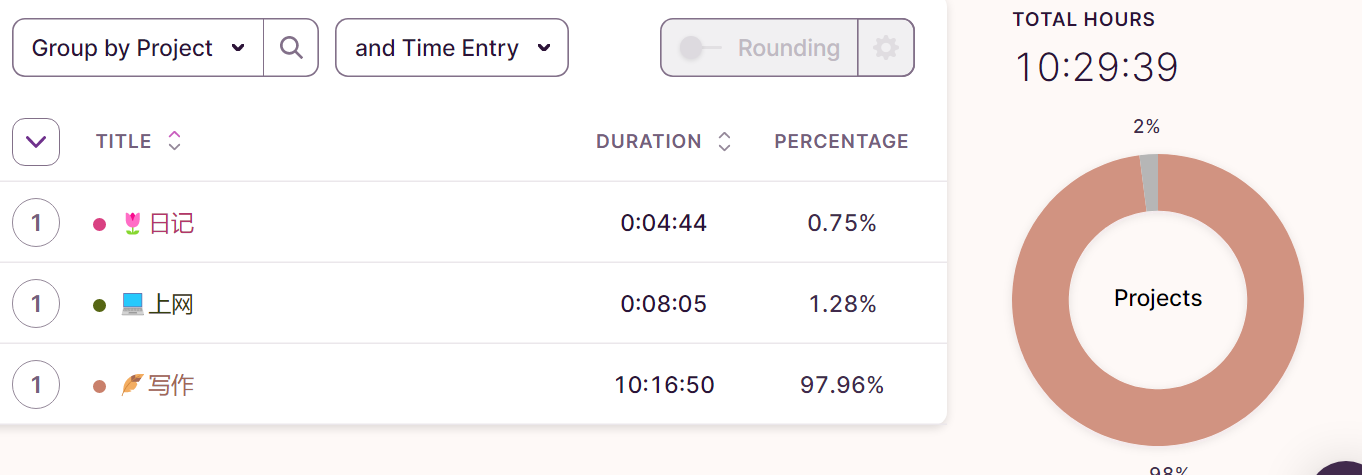 Group by Project
and Time Entry
Rounding
TOTAL HOURS
10:29:39
TITLE
DURATION
PERCENTAGE
1 🌷日记 0:04:44 0.75%
1 💻上网 0:08:05 1.28%
1 🪶写作 10:16:50 97.96%
2%
Projects
98%